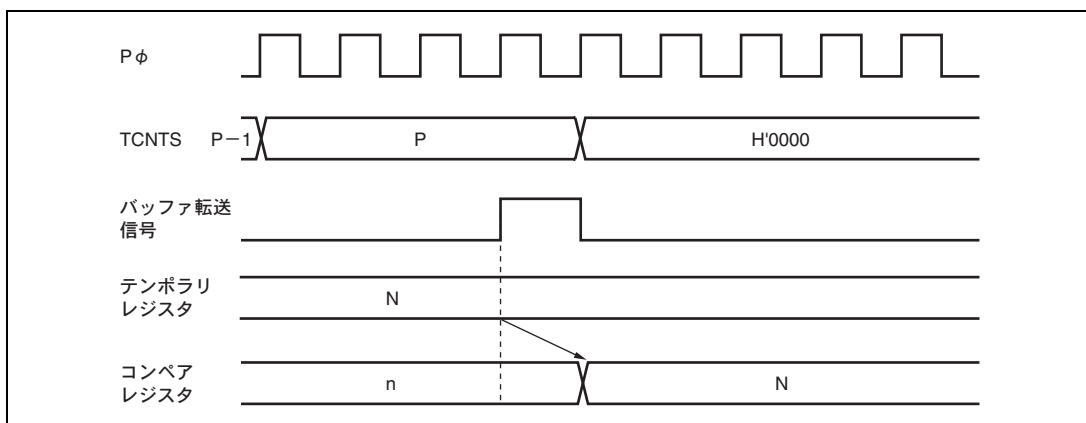 Pφ
TCNTS P−1 P H'0000
バッファ転送
信号
テンポラリ
レジスタ
N
コンペア
レジスタ
n N